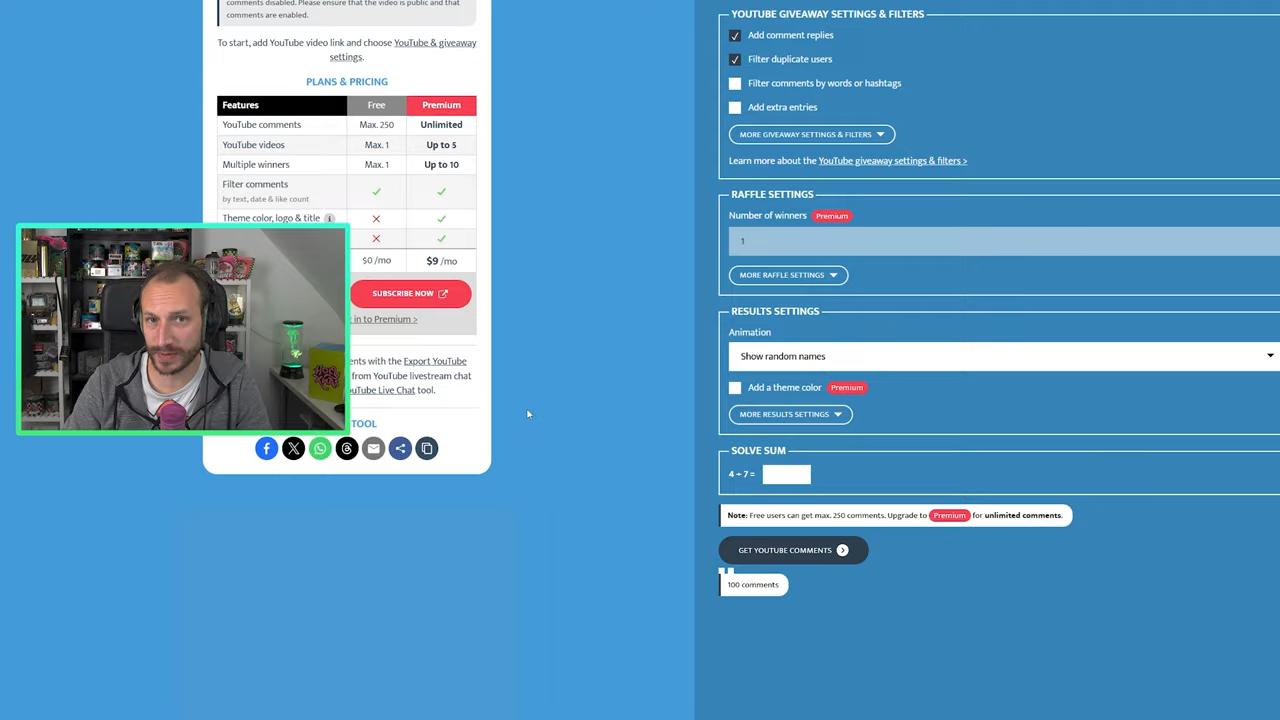 comments disabled. Please ensure that the video is public and that
comments are enabled.
To start, add YouTube video link and choose YouTube & giveaway
settings.
PLANS & PRICING
Features Free Premium
YouTube comments Max. 250 Unlimited
YouTube videos Max. 1 Up to 5
Multiple winners Max. 1 Up to 10
Filter comments
by text, date & like count
Theme color, logo & title i
$0 /mo $9 /mo
SUBSCRIBE NOW
in to Premium >
ents with the Export YouTube
from YouTube livestream chat
YouTube Live Chat tool.
TOOL
YOUTUBE GIVEAWAY SETTINGS & FILTERS
Add comment replies
Filter duplicate users
Filter comments by words or hashtags
Add extra entries
MORE GIVEAWAY SETTINGS & FILTERS
Learn more about the YouTube giveaway settings & filters >
RAFFLE SETTINGS
Number of winners Premium
1
MORE RAFFLE SETTINGS
RESULTS SETTINGS
Animation
Show random names
Add a theme color Premium
MORE RESULTS SETTINGS
SOLVE SUM
4 + 7 =
Note: Free users can get max. 250 comments. Upgrade to Premium for unlimited comments.
GET YOUTUBE COMMENTS
100 comments